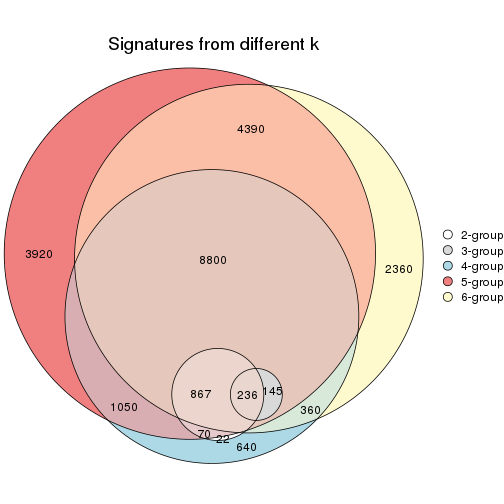 Signatures from different k
4390
3920
8800
2360
867
236
145
1050
360
70
22
640
2-group
3-group
4-group
5-group
6-group